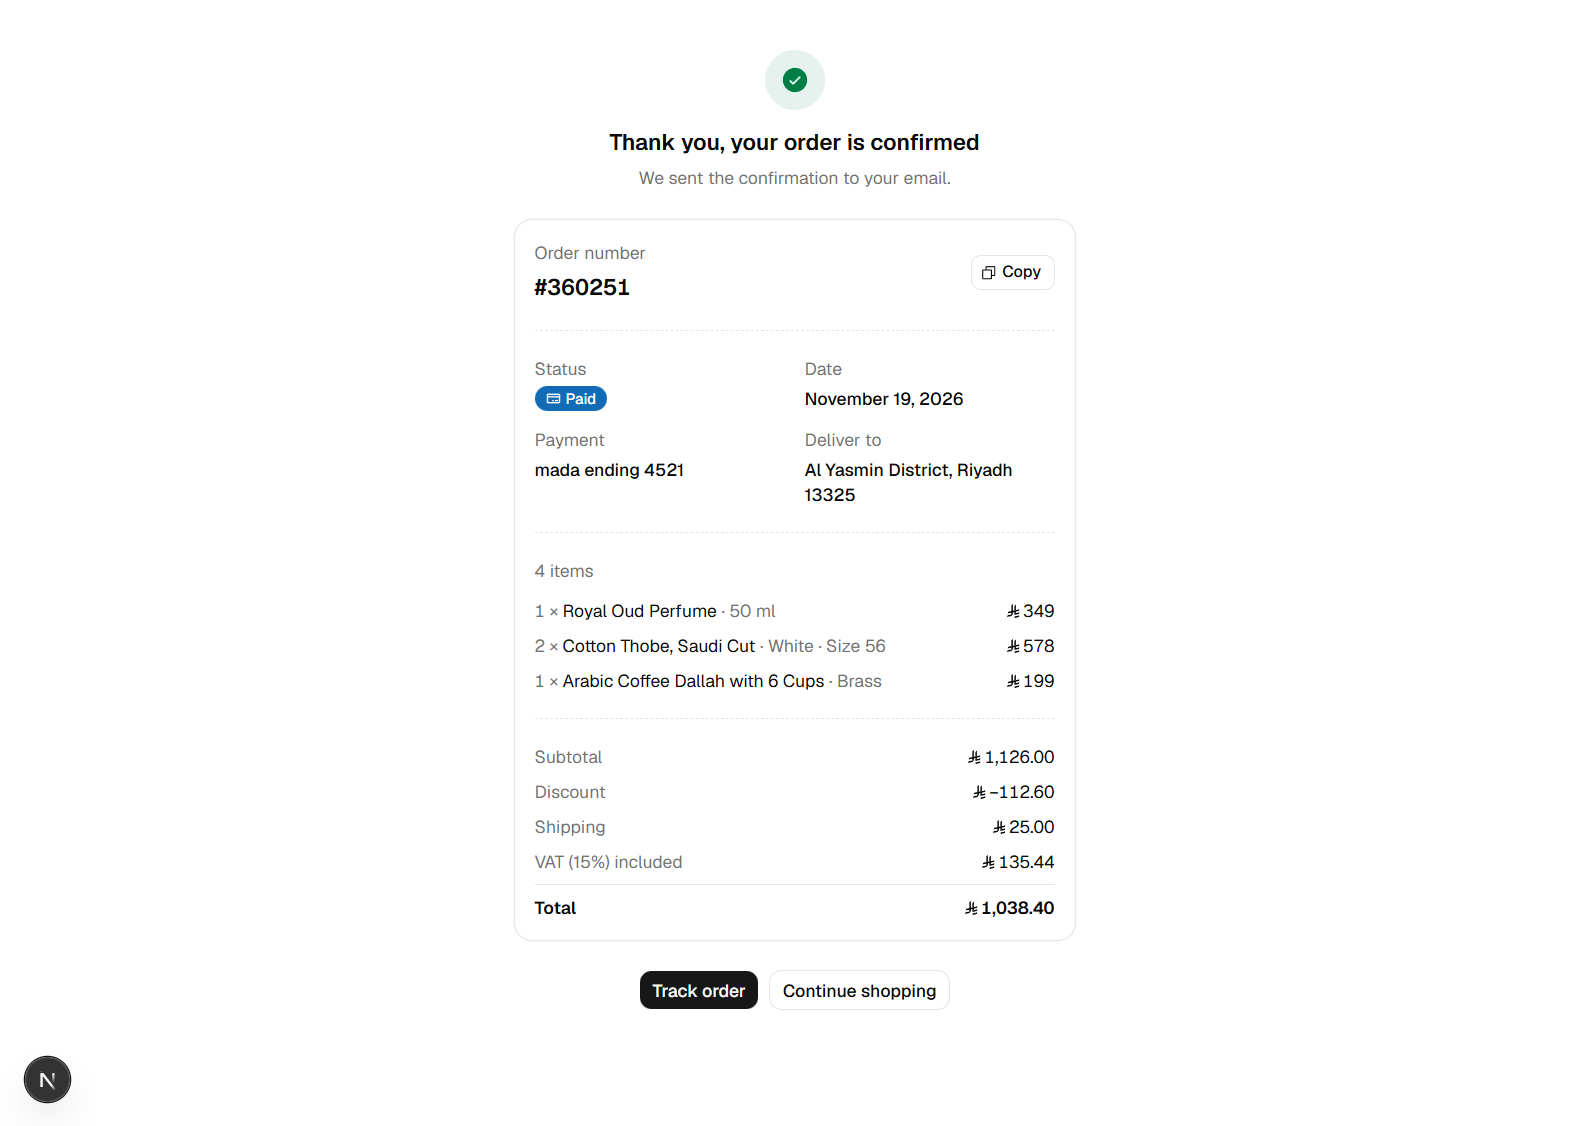 Thank you, your order is confirmed
We sent the confirmation to your email.
Order number
#360251
Copy
Status
Paid
Date
November 19, 2026
Payment
mada ending 4521
Deliver to
Al Yasmin District, Riyadh
13325
4 items
1 × Royal Oud Perfume · 50 ml ⃁ 349
2 × Cotton Thobe, Saudi Cut · White · Size 56 ⃁ 578
1 × Arabic Coffee Dallah with 6 Cups · Brass ⃁ 199
Subtotal ⃁ 1,126.00
Discount ⃁ −112.60
Shipping ⃁ 25.00
VAT (15%) included ⃁ 135.44
Total ⃁ 1,038.40
Track order
Continue shopping
N